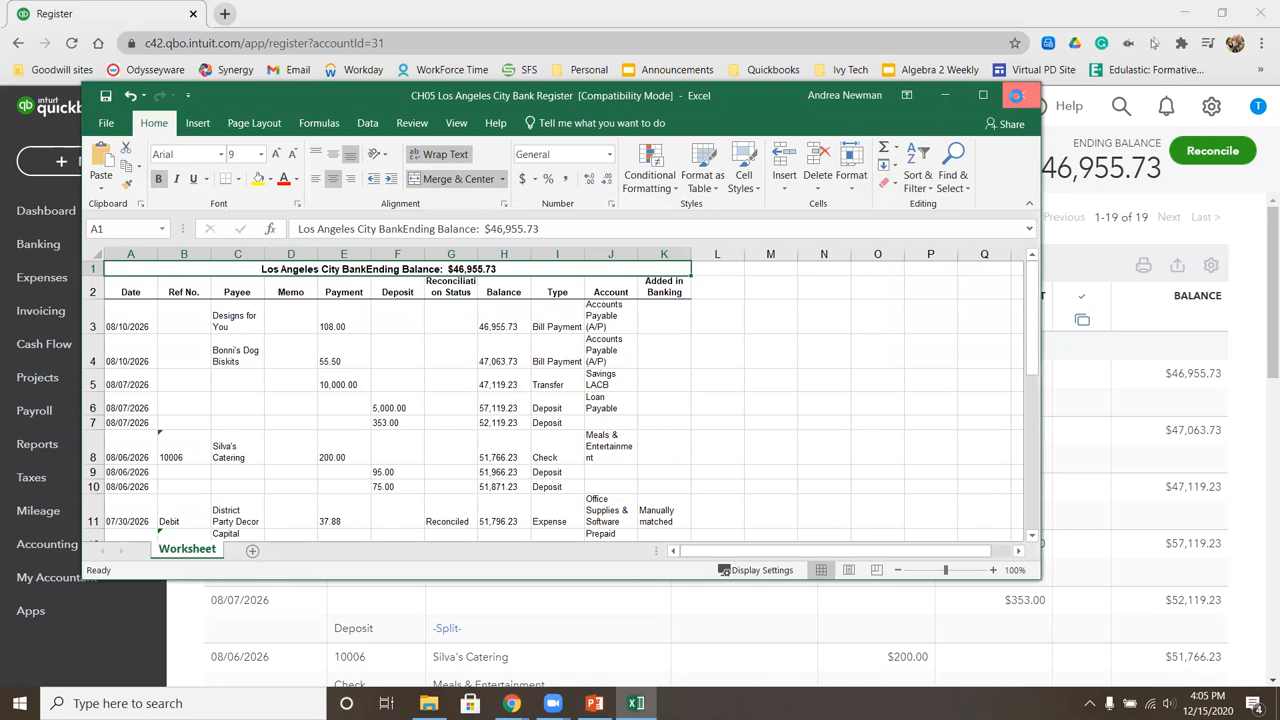 Register
c42.qbo.intuit.com/app/register?accountId=31
Goodwill sites Odysseyware Synergy Email Workday WorkForce Time SFS Personal Announcements Quickbooks Ivy Tech Algebra 2 Weekly Virtual PD Site Edulastic: Formative...
CH05 Los Angeles City Bank Register [Compatibility Mode] - Excel Andrea Newman
File Home Insert Page Layout Formulas Data Review View Help Tell me what you want to do Share
Arial 9 Wrap Text General
Paste Merge & Center Conditional Formatting Format as Table Cell Styles Insert Delete Format Sort & Filter Find & Select
Clipboard Font Alignment Number Styles Cells Editing
A1 Los Angeles City BankEnding Balance: $46,955.73
A B C D E F G H I J K L M N O P Q
1 Los Angeles City BankEnding Balance: $46,955.73
2 Date Ref No. Payee Memo Payment Deposit Reconciliati on Status Balance Type Account Added in Banking
3 08/10/2026 Designs for You 108.00 46,955.73 Bill Payment Accounts Payable (A/P)
4 08/10/2026 Bonni's Dog Biskits 55.50 47,063.73 Bill Payment Accounts Payable (A/P)
5 08/07/2026 10,000.00 47,119.23 Transfer Savings LACB
6 08/07/2026 5,000.00 57,119.23 Deposit Loan Payable
7 08/07/2026 353.00 52,119.23 Deposit
8 08/06/2026 10006 Silva's Catering 200.00 51,766.23 Check Meals & Entertainme nt
9 08/06/2026 95.00 51,966.23 Deposit
10 08/06/2026 75.00 51,871.23 Deposit
11 07/30/2026 Debit District Party Decor 37.88 Reconciled 51,796.23 Expense Office Supplies & Software Manually matched
Capital Prepaid
Worksheet
Ready Display Settings 100%
intuit
quickb
+ N
Dashboard
Banking
Expenses
Invoicing
Cash Flow
Projects
Payroll
Reports
Taxes
Mileage
Accounting
My Accountant
Apps
Help T
ENDING BALANCE
46,955.73 Reconcile
Previous 1-19 of 19 Next Last >
T ✓ BALANCE
$46,955.73
$47,063.73
$47,119.23
$57,119.23
08/07/2026 $353.00 $52,119.23
Deposit -Split-
08/06/2026 10006 Silva's Catering $200.00 $51,766.23
Check Meals & Entertainment
Type here to search
4:05 PM
12/15/2020
4